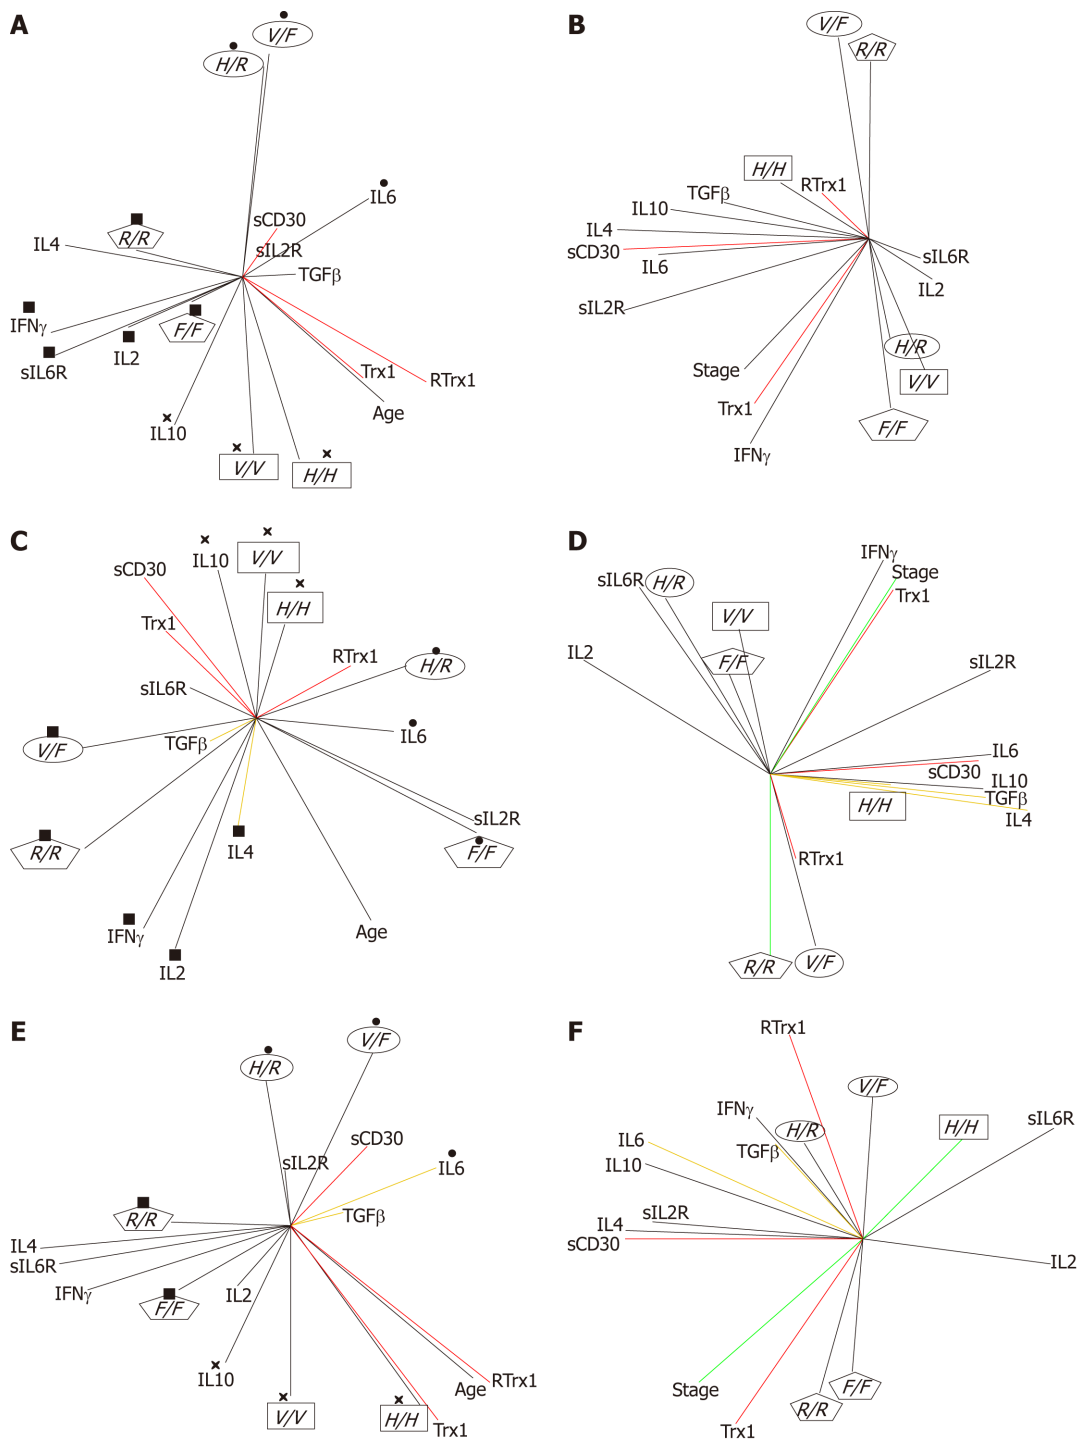 A
V/F
H/R
IL6
sCD30
R/R
IL4
sIL2R
TGFβ
IFNγ
F/F
IL2
sIL6R
Trx1
RTrx1
Age
IL10
V/V
H/H
B
V/F
R/R
H/H
RTrx1
TGFβ
IL10
IL4
sCD30
IL6
sIL6R
IL2
sIL2R
H/R
Stage
V/V
Trx1
F/F
IFNγ
C
IL10
V/V
sCD30
H/H
Trx1
RTrx1
H/R
sIL6R
V/F
TGFβ
IL6
sIL2R
R/R
IL4
F/F
IFNγ
Age
IL2
D
IFNγ
Stage
sIL6R
H/R
Trx1
V/V
IL2
F/F
sIL2R
IL6
sCD30
IL10
TGFβ
H/H
IL4
RTrx1
R/R
V/F
E
V/F
H/R
sCD30
sIL2R
IL6
R/R
TGFβ
IL4
sIL6R
IFNγ
IL2
F/F
IL10
Age
RTrx1
V/V
H/H
Trx1
F
RTrx1
V/F
IFNγ
sIL6R
H/R
H/H
IL6
TGFβ
IL10
sIL2R
IL4
sCD30
IL2
Stage
F/F
R/R
Trx1